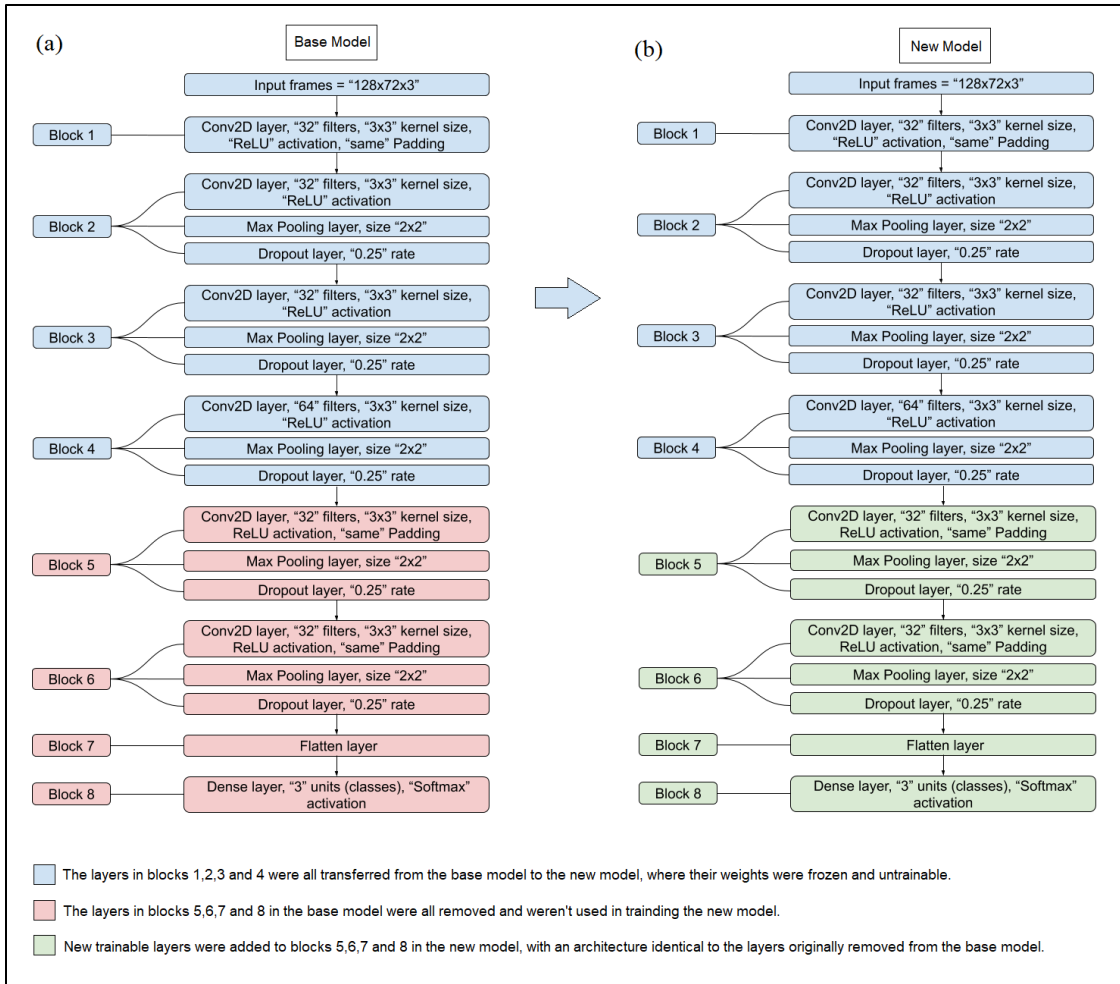 (a)
Base Model
Input frames = “128x72x3”
Block 1
Conv2D layer, “32” filters, “3x3” kernel size,
“ReLU” activation, “same” Padding
Block 2
Conv2D layer, “32” filters, “3x3” kernel size,
“ReLU” activation
Max Pooling layer, size “2x2”
Dropout layer, “0.25” rate
Block 3
Conv2D layer, “32” filters, “3x3” kernel size,
“ReLU” activation
Max Pooling layer, size “2x2”
Dropout layer, “0.25” rate
Block 4
Conv2D layer, “64” filters, “3x3” kernel size,
“ReLU” activation
Max Pooling layer, size “2x2”
Dropout layer, “0.25” rate
Block 5
Conv2D layer, “32” filters, “3x3” kernel size,
ReLU activation, “same” Padding
Max Pooling layer, size “2x2”
Dropout layer, “0.25” rate
Block 6
Conv2D layer, “32” filters, “3x3” kernel size,
ReLU activation, “same” Padding
Max Pooling layer, size “2x2”
Dropout layer, “0.25” rate
Block 7
Flatten layer
Block 8
Dense layer, “3” units (classes), “Softmax”
activation
(b)
New Model
Input frames = “128x72x3”
Block 1
Conv2D layer, “32” filters, “3x3” kernel size,
“ReLU” activation, “same” Padding
Block 2
Conv2D layer, “32” filters, “3x3” kernel size,
“ReLU” activation
Max Pooling layer, size “2x2”
Dropout layer, “0.25” rate
Block 3
Conv2D layer, “32” filters, “3x3” kernel size,
“ReLU” activation
Max Pooling layer, size “2x2”
Dropout layer, “0.25” rate
Block 4
Conv2D layer, “64” filters, “3x3” kernel size,
“ReLU” activation
Max Pooling layer, size “2x2”
Dropout layer, “0.25” rate
Block 5
Conv2D layer, “32” filters, “3x3” kernel size,
ReLU activation, “same” Padding
Max Pooling layer, size “2x2”
Dropout layer, “0.25” rate
Block 6
Conv2D layer, “32” filters, “3x3” kernel size,
ReLU activation, “same” Padding
Max Pooling layer, size “2x2”
Dropout layer, “0.25” rate
Block 7
Flatten layer
Block 8
Dense layer, “3” units (classes), “Softmax”
activation
The layers in blocks 1,2,3 and 4 were all transferred from the base model to the new model, where their weights were frozen and untrainable.
The layers in blocks 5,6,7 and 8 in the base model were all removed and weren't used in trainding the new model.
New trainable layers were added to blocks 5,6,7 and 8 in the new model, with an architecture identical to the layers originally removed from the base model.